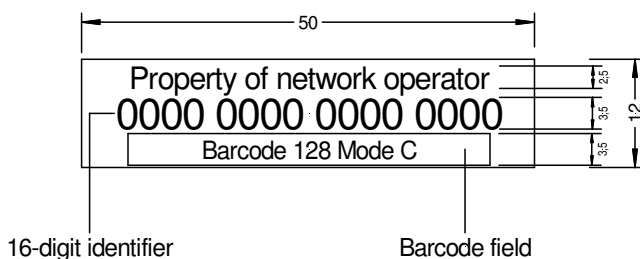 50
Property of network operator
2;5
0000 0000 0000 0000
3;5
12
Barcode 128 Mode C
3;5
16-digit identifier
Barcode field